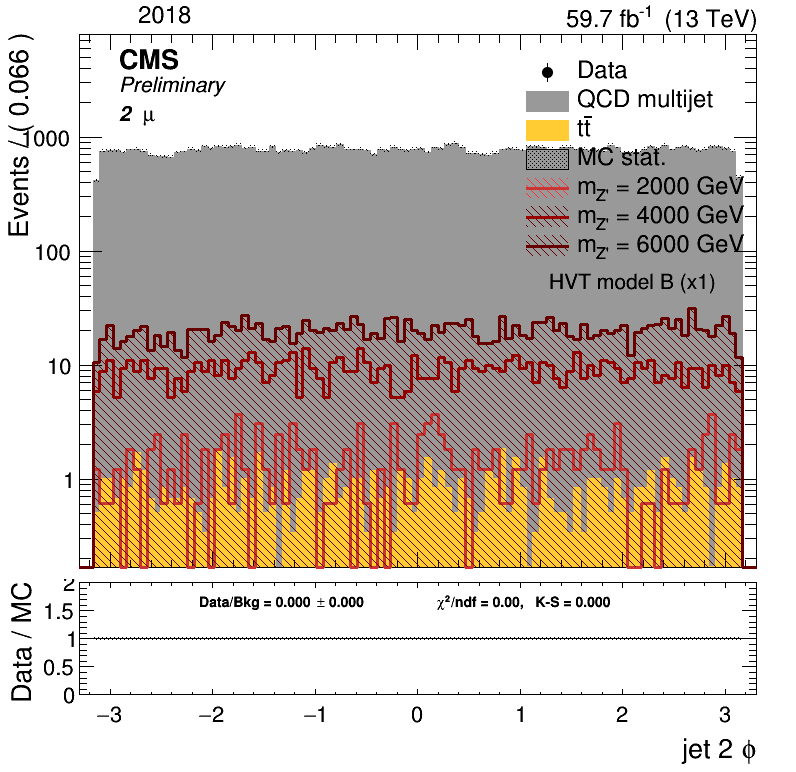 2018
59.7 fb⁻¹ (13 TeV)
CMS
Preliminary
2 μ
Data
QCD multijet
tt̄
MC stat.
m_Z' = 2000 GeV
m_Z' = 4000 GeV
m_Z' = 6000 GeV
HVT model B (x1)
Events / ( 0.066 )
1000
100
10
1
Data/Bkg = 0.000 ± 0.000
χ²/ndf = 0.00, K-S = 0.000
Data / MC
2
1.5
1
0.5
0
−3 −2 −1 0 1 2 3
jet 2 ϕ